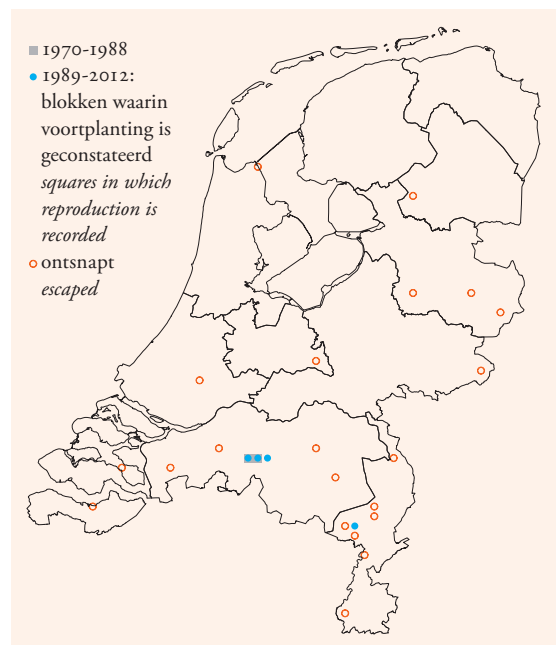 1970-1988
1989-2012:
blokken waarin
voortplanting is
geconstateerd
squares in which
reproduction is
recorded
ontsnapt
escaped